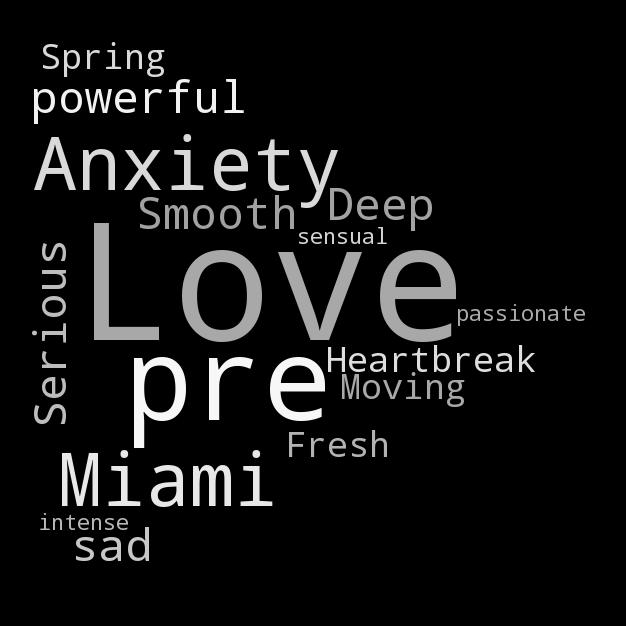 Spring
powerful
Anxiety
Smooth
Deep
sensual
Love
Serious
passionate
pre
Heartbreak
Moving
Fresh
Miami
intense
sad